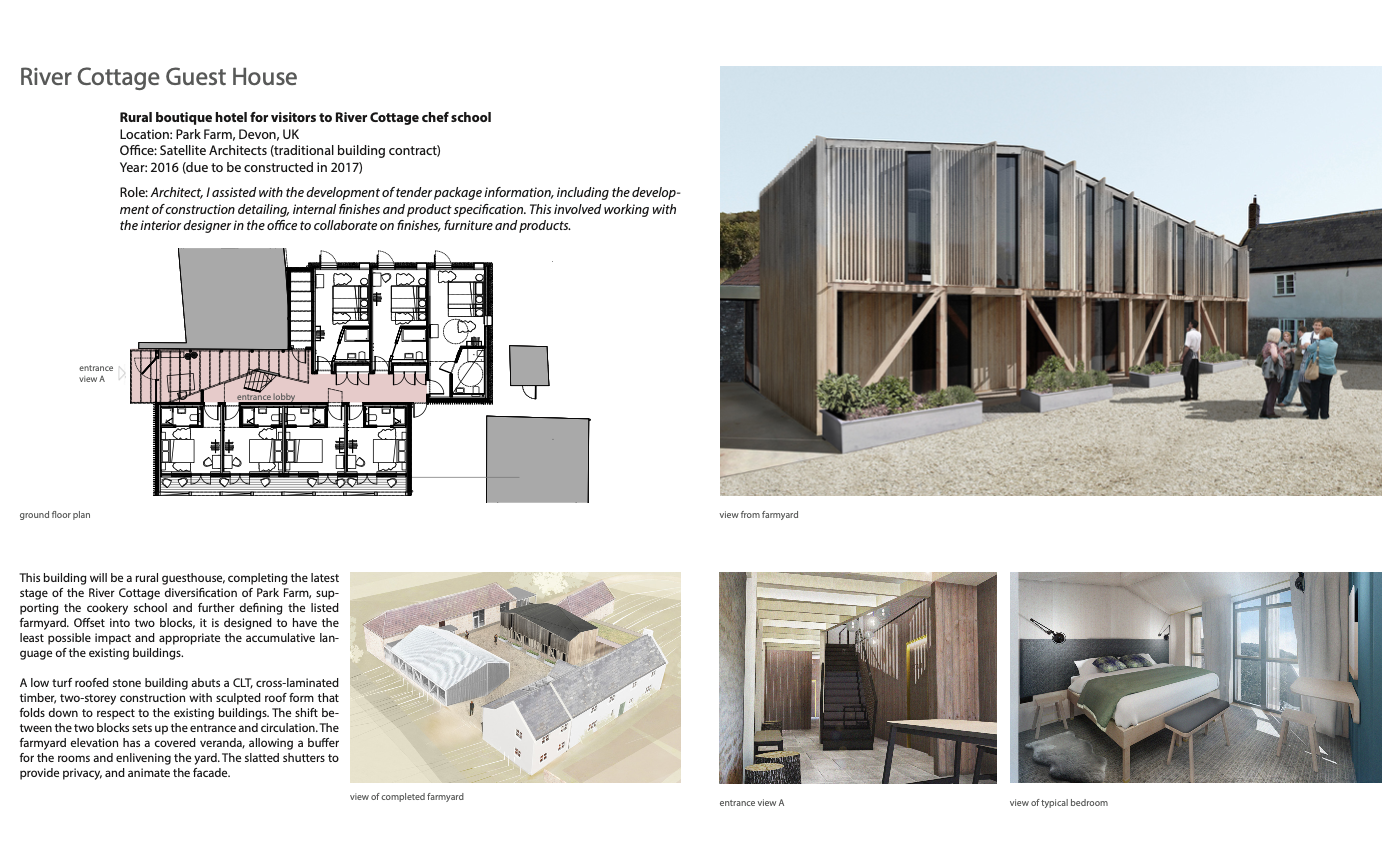 River Cottage Guest House
Rural boutique hotel for visitors to River Cottage chef school
Location: Park Farm, Devon, UK
Office: Satellite Architects (traditional building contract)
Year: 2016 (due to be constructed in 2017)
Role: Architect, I assisted with the development of tender package information, including the develop-
ment of construction detailing, internal finishes and product specification. This involved working with
the interior designer in the office to collaborate on finishes, furniture and products.
entrance
view A
entrance lobby
ground floor plan
view from farmyard
This building will be a rural guesthouse, completing the latest
stage of the River Cottage diversification of Park Farm, sup-
porting the cookery school and further defining the listed
farmyard. Offset into two blocks, it is designed to have the
least possible impact and appropriate the accumulative lan-
guage of the existing buildings.
A low turf roofed stone building abuts a CLT, cross-laminated
timber, two-storey construction with sculpted roof form that
folds down to respect to the existing buildings. The shift be-
tween the two blocks sets up the entrance and circulation. The
farmyard elevation has a covered veranda, allowing a buffer
for the rooms and enlivening the yard. The slatted shutters to
provide privacy, and animate the facade.
view of completed farmyard
entrance view A
view of typical bedroom